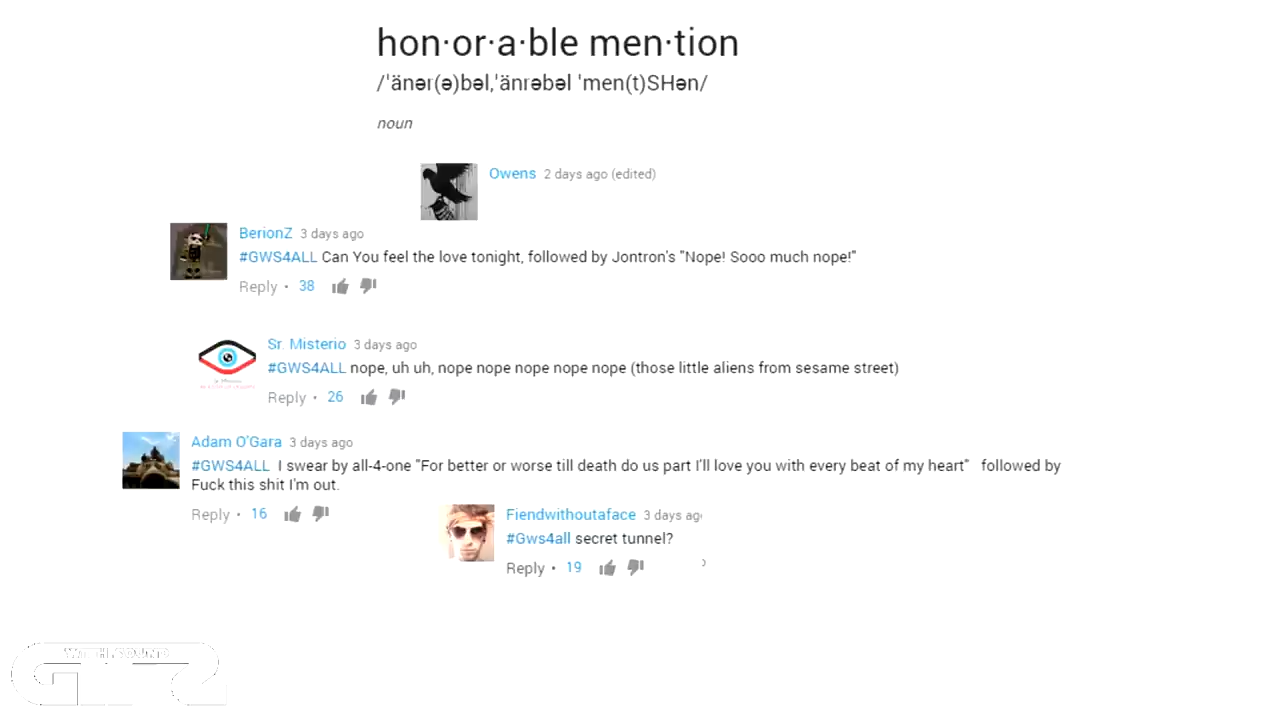 hon·or·a·ble men·tion
/ˈänər(ə)bəl,ˈänrəbəl ˈmen(t)SHən/
noun
Owens 2 days ago (edited)
BerionZ 3 days ago
#GWS4ALL Can You feel the love tonight, followed by Jontron's "Nope! Sooo much nope!"
Reply · 38
Sr. Misterio 3 days ago
#GWS4ALL nope, uh uh, nope nope nope nope nope (those little aliens from sesame street)
Reply · 26
Adam O'Gara 3 days ago
#GWS4ALL I swear by all-4-one "For better or worse till death do us part I'll love you with every beat of my heart" followed by
Fuck this shit I'm out.
Reply · 16
Fiendwithoutaface 3 days ag
#Gws4all secret tunnel?
Reply · 19